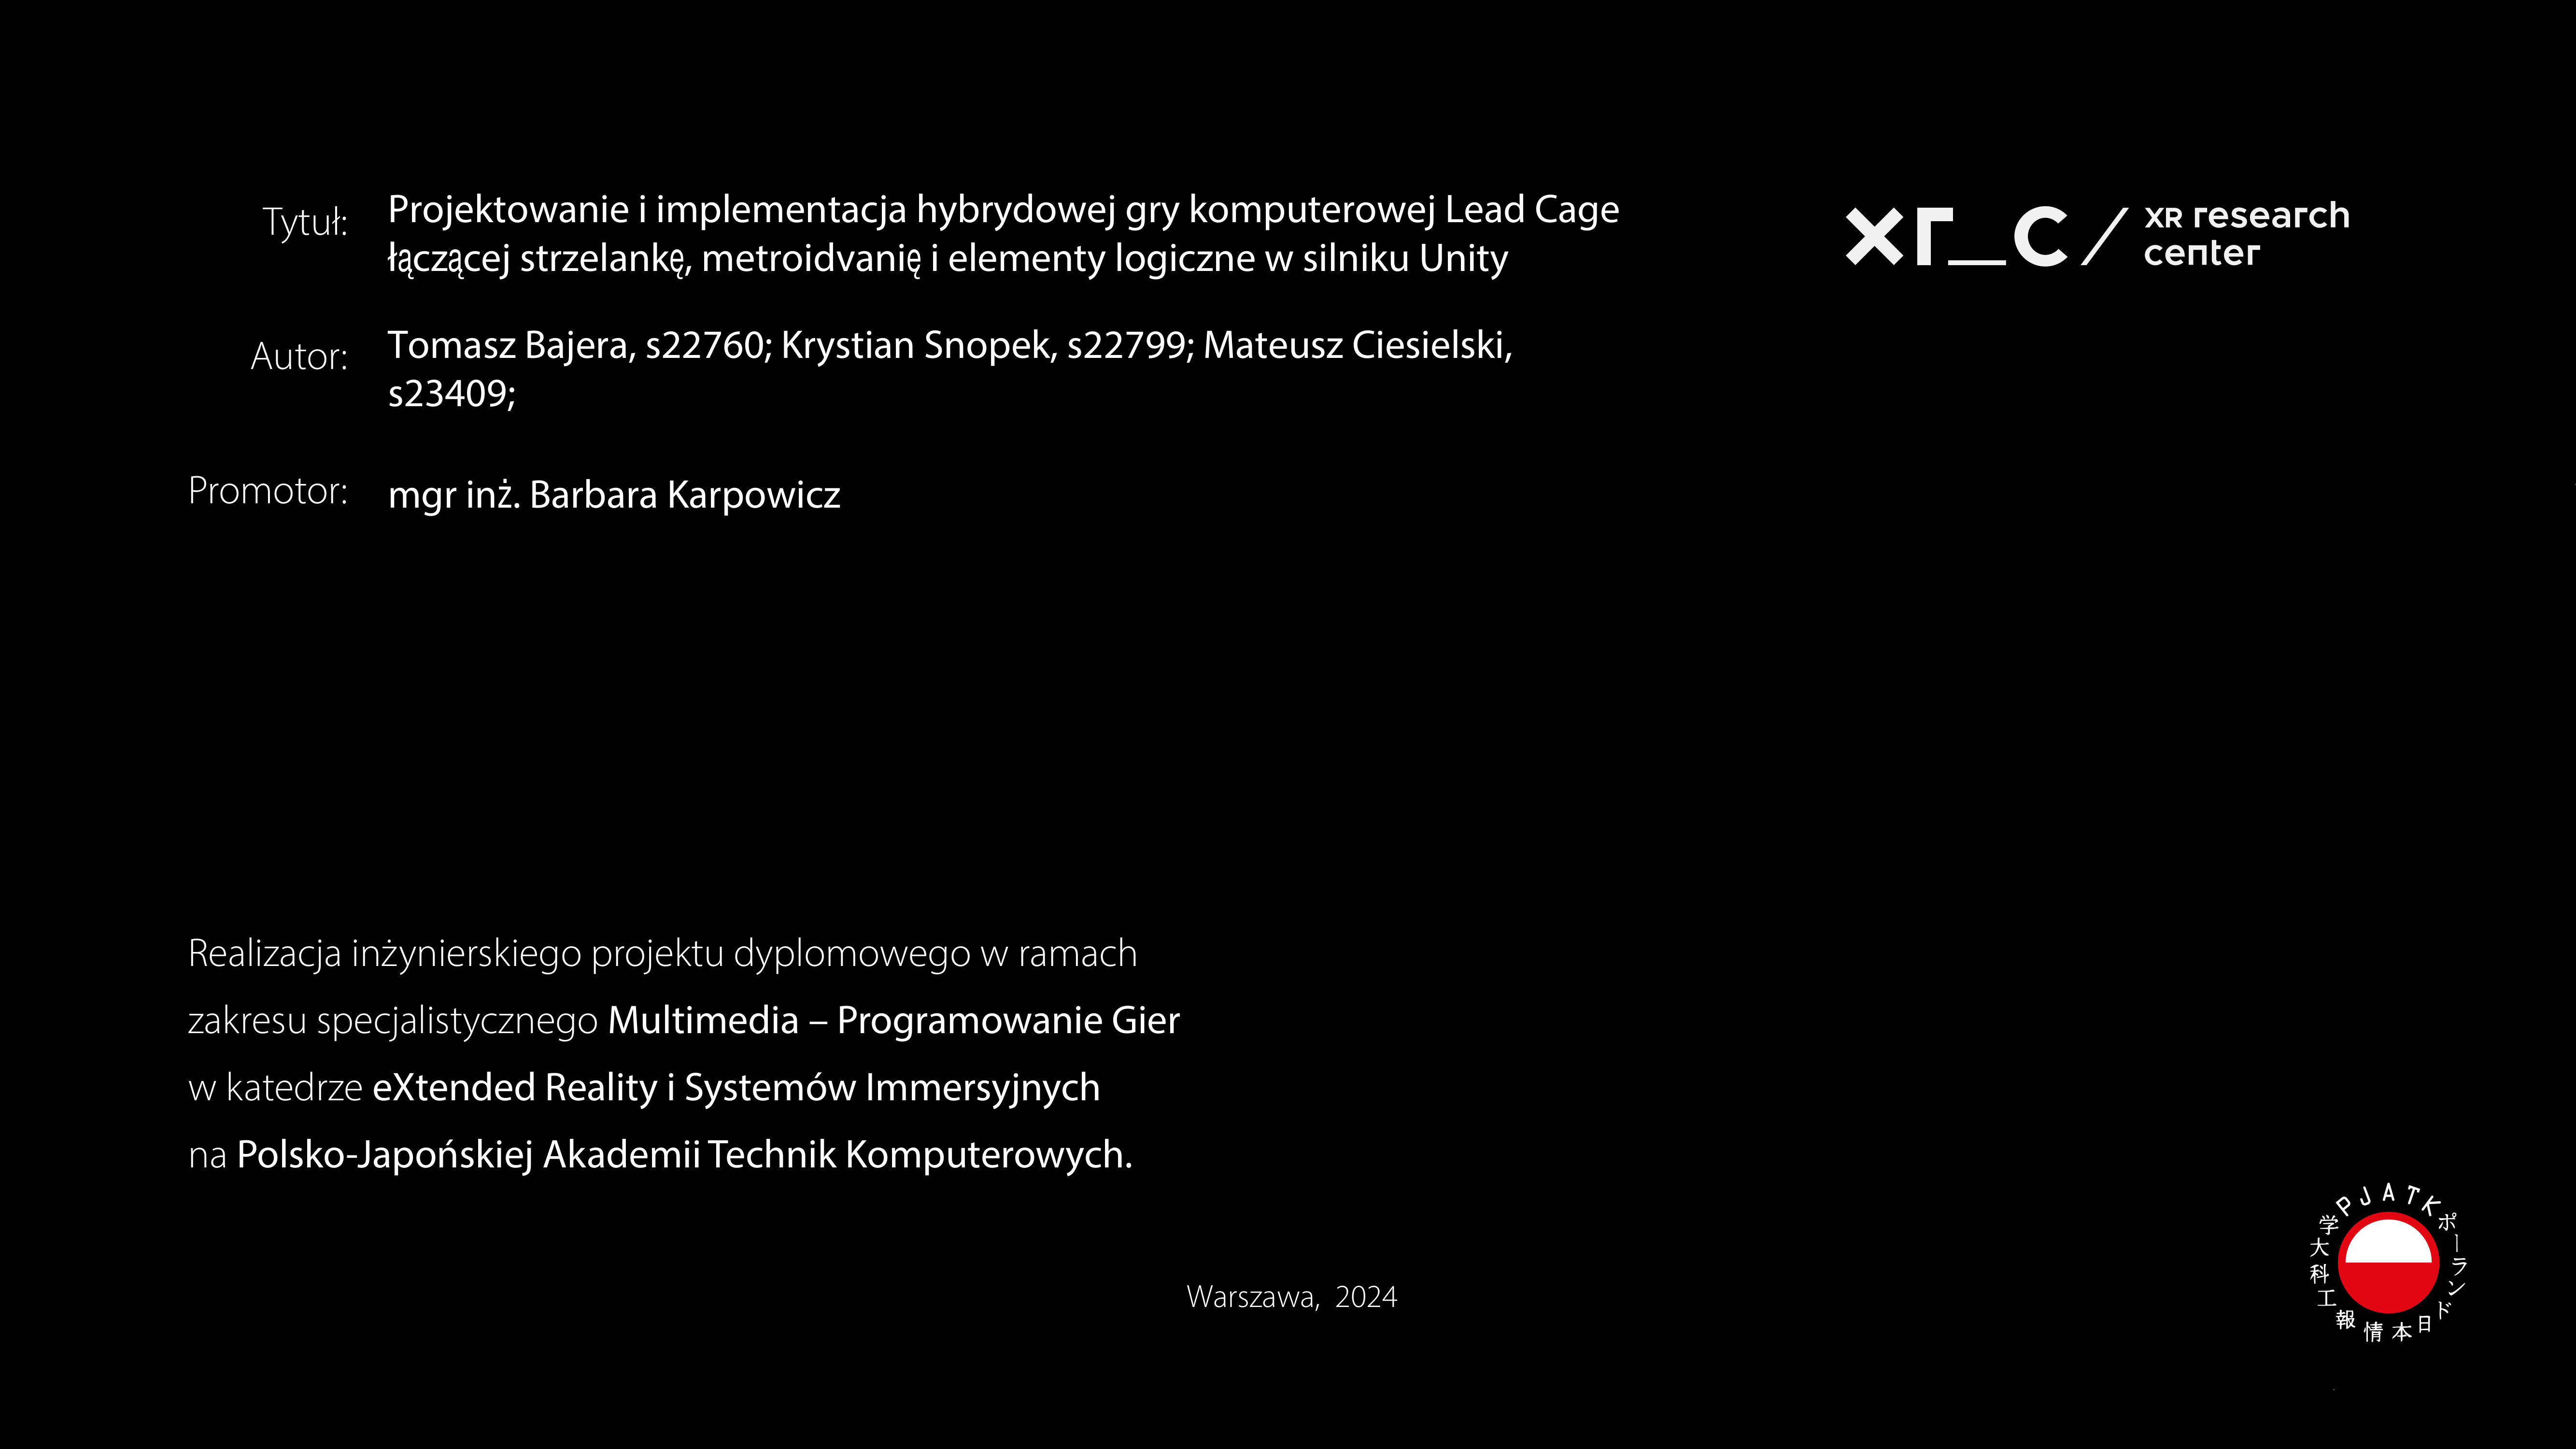 Tytuł:
Projektowanie i implementacja hybrydowej gry komputerowej Lead Cage
łączącej strzelankę, metroidvanię i elementy logiczne w silniku Unity
Autor:
Tomasz Bajera, s22760; Krystian Snopek, s22799; Mateusz Ciesielski,
s23409;
Promotor:
mgr inż. Barbara Karpowicz
xr_c / XR research
center
Realizacja inżynierskiego projektu dyplomowego w ramach
zakresu specjalistycznego Multimedia – Programowanie Gier
w katedrze eXtended Reality i Systemów Immersyjnych
na Polsko-Japońskiej Akademii Technik Komputerowych.
Warszawa, 2024
PJATK
ポーランド日本情報工科大学